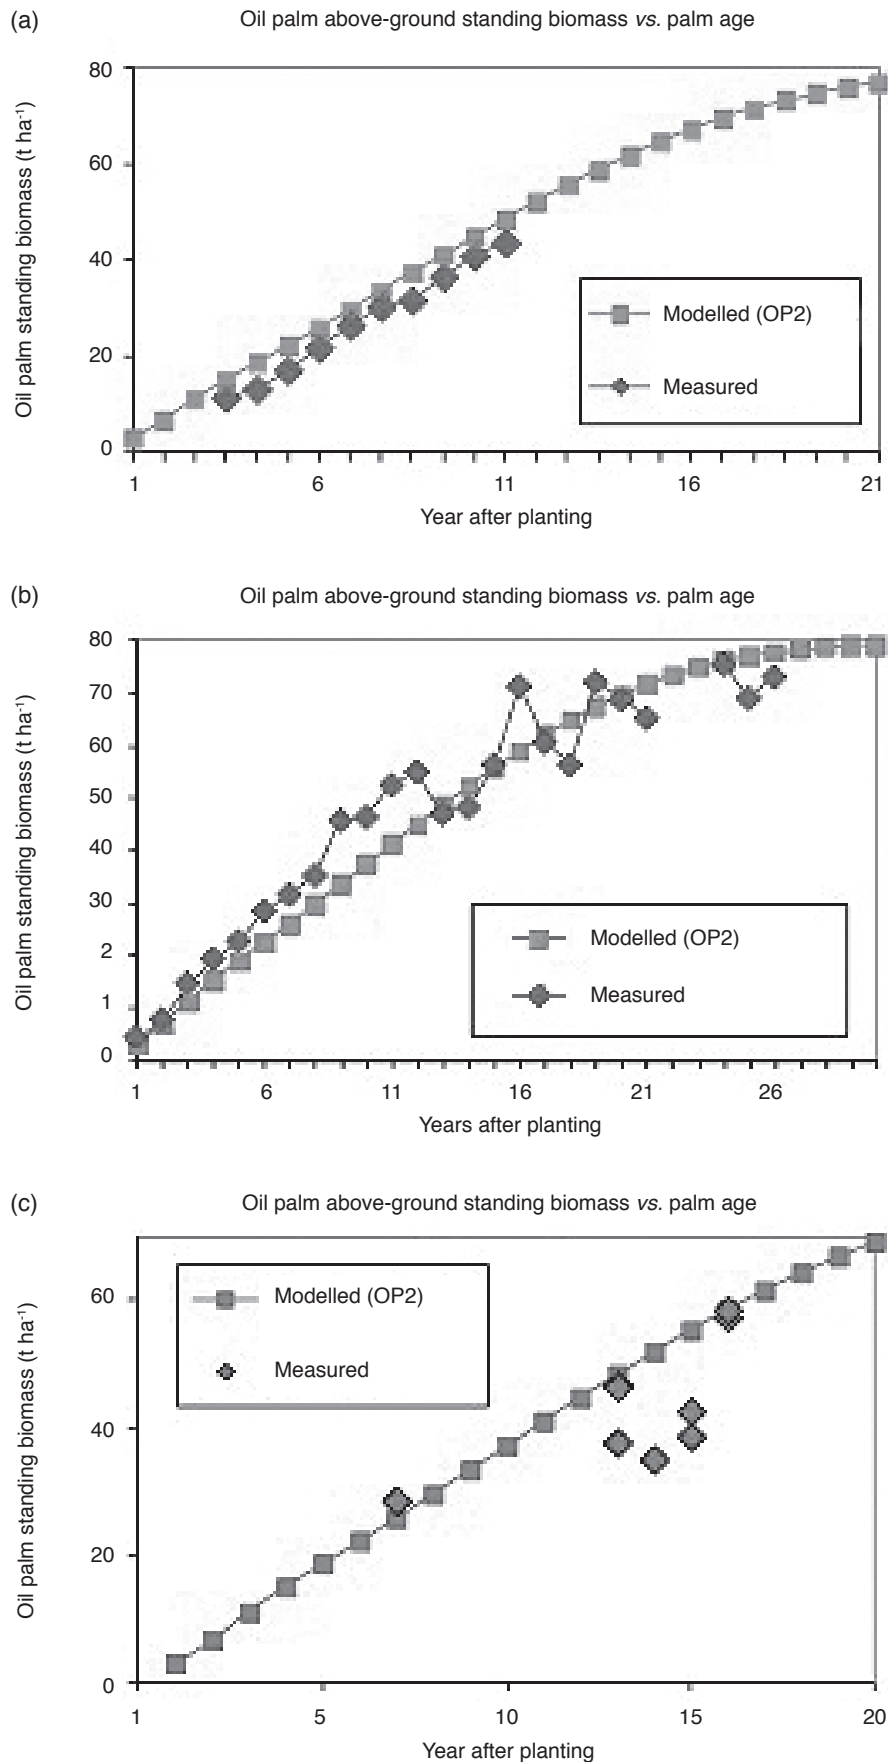 (a)
Oil palm above-ground standing biomass vs. palm age
Oil palm standing biomass (t ha-1)
80
60
40
20
0
Modelled (OP2)
Measured
1 6 11 16 21
Year after planting
(b)
Oil palm above-ground standing biomass vs. palm age
Oil palm standing biomass (t ha-1)
80
70
60
50
40
30
2
1
0
Modelled (OP2)
Measured
1 6 11 16 21 26
Years after planting
(c)
Oil palm above-ground standing biomass vs. palm age
Oil palm standing biomass (t ha-1)
60
40
20
0
Modelled (OP2)
Measured
1 5 10 15 20
Year after planting